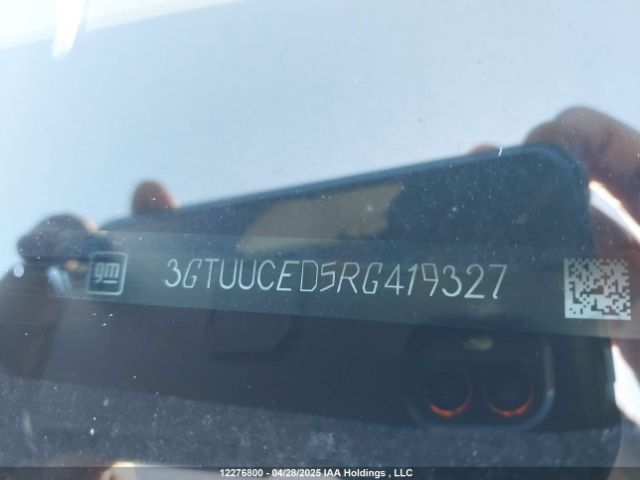 gm 3GTUUCED5RG419327
12276800 - 04/28/2025 IAA Holdings , LLC